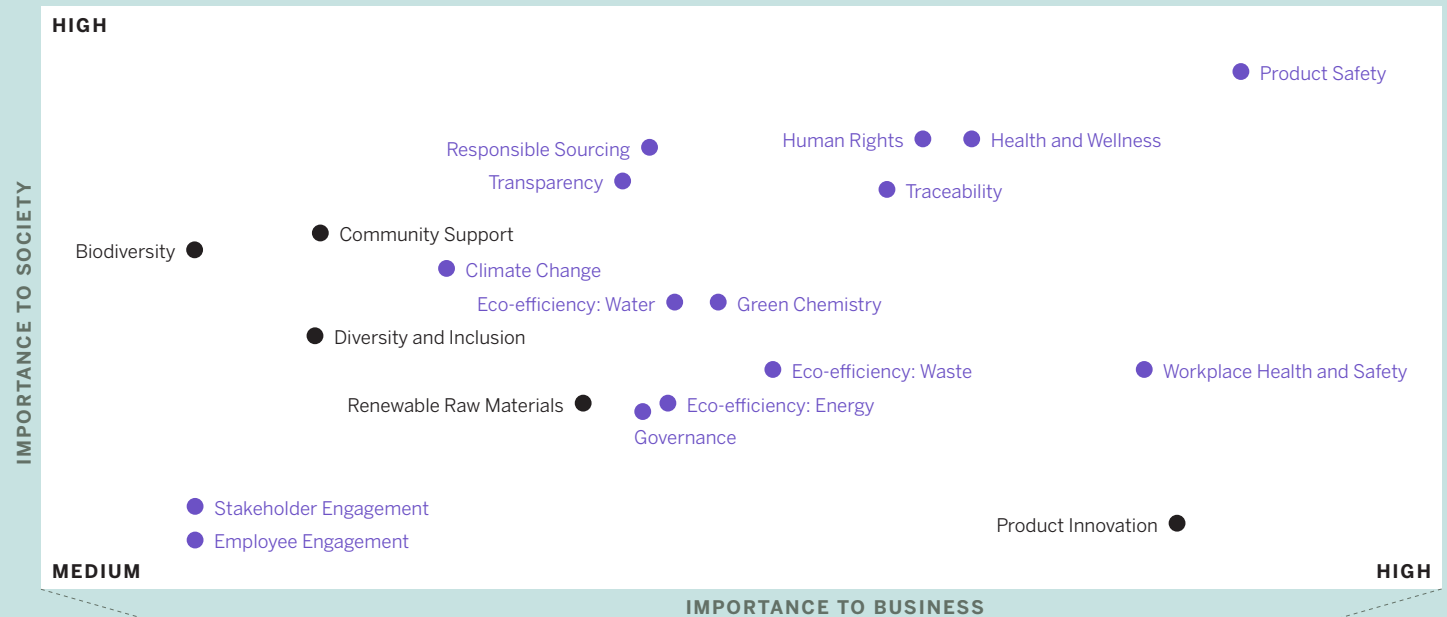 HIGH
Product Safety
Human Rights
Health and Wellness
Responsible Sourcing
Transparency
Traceability
Community Support
Biodiversity
Climate Change
Eco-efficiency: Water
Green Chemistry
Diversity and Inclusion
Eco-efficiency: Waste
Workplace Health and Safety
Renewable Raw Materials
Eco-efficiency: Energy
Governance
Stakeholder Engagement
Product Innovation
Employee Engagement
MEDIUM
HIGH
IMPORTANCE TO SOCIETY
IMPORTANCE TO BUSINESS